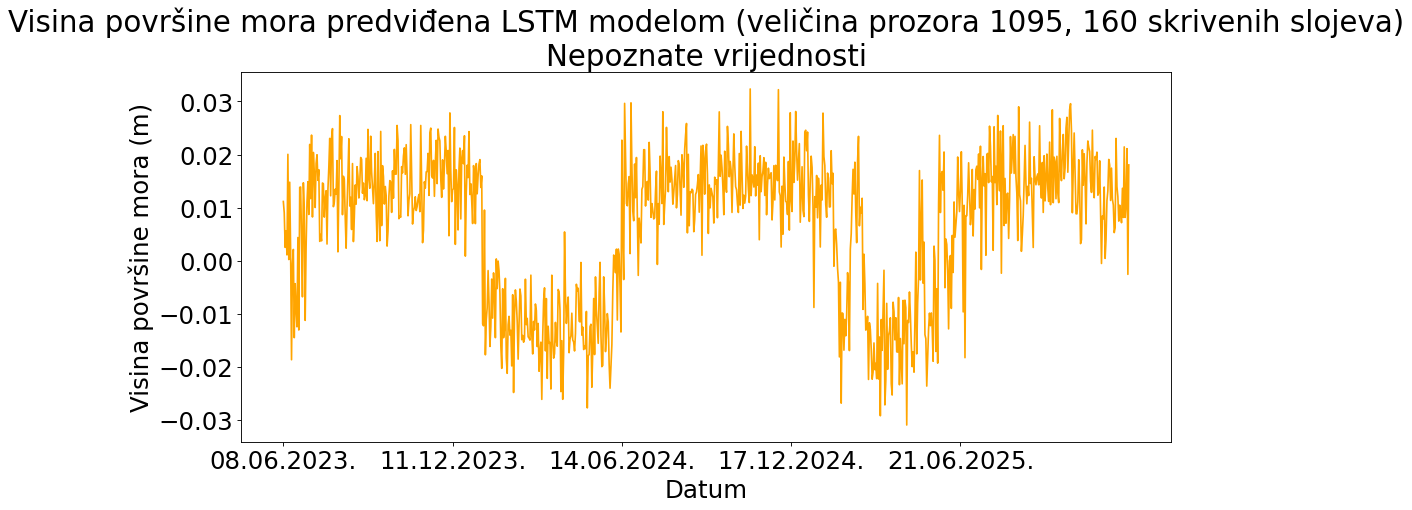 Visina površine mora predviđena LSTM modelom (veličina prozora 1095, 160 skrivenih slojeva)
Nepoznate vrijednosti
Visina površine mora (m)
0.03
0.02
0.01
0.00
−0.01
−0.02
−0.03
08.06.2023. 11.12.2023. 14.06.2024. 17.12.2024. 21.06.2025.
Datum